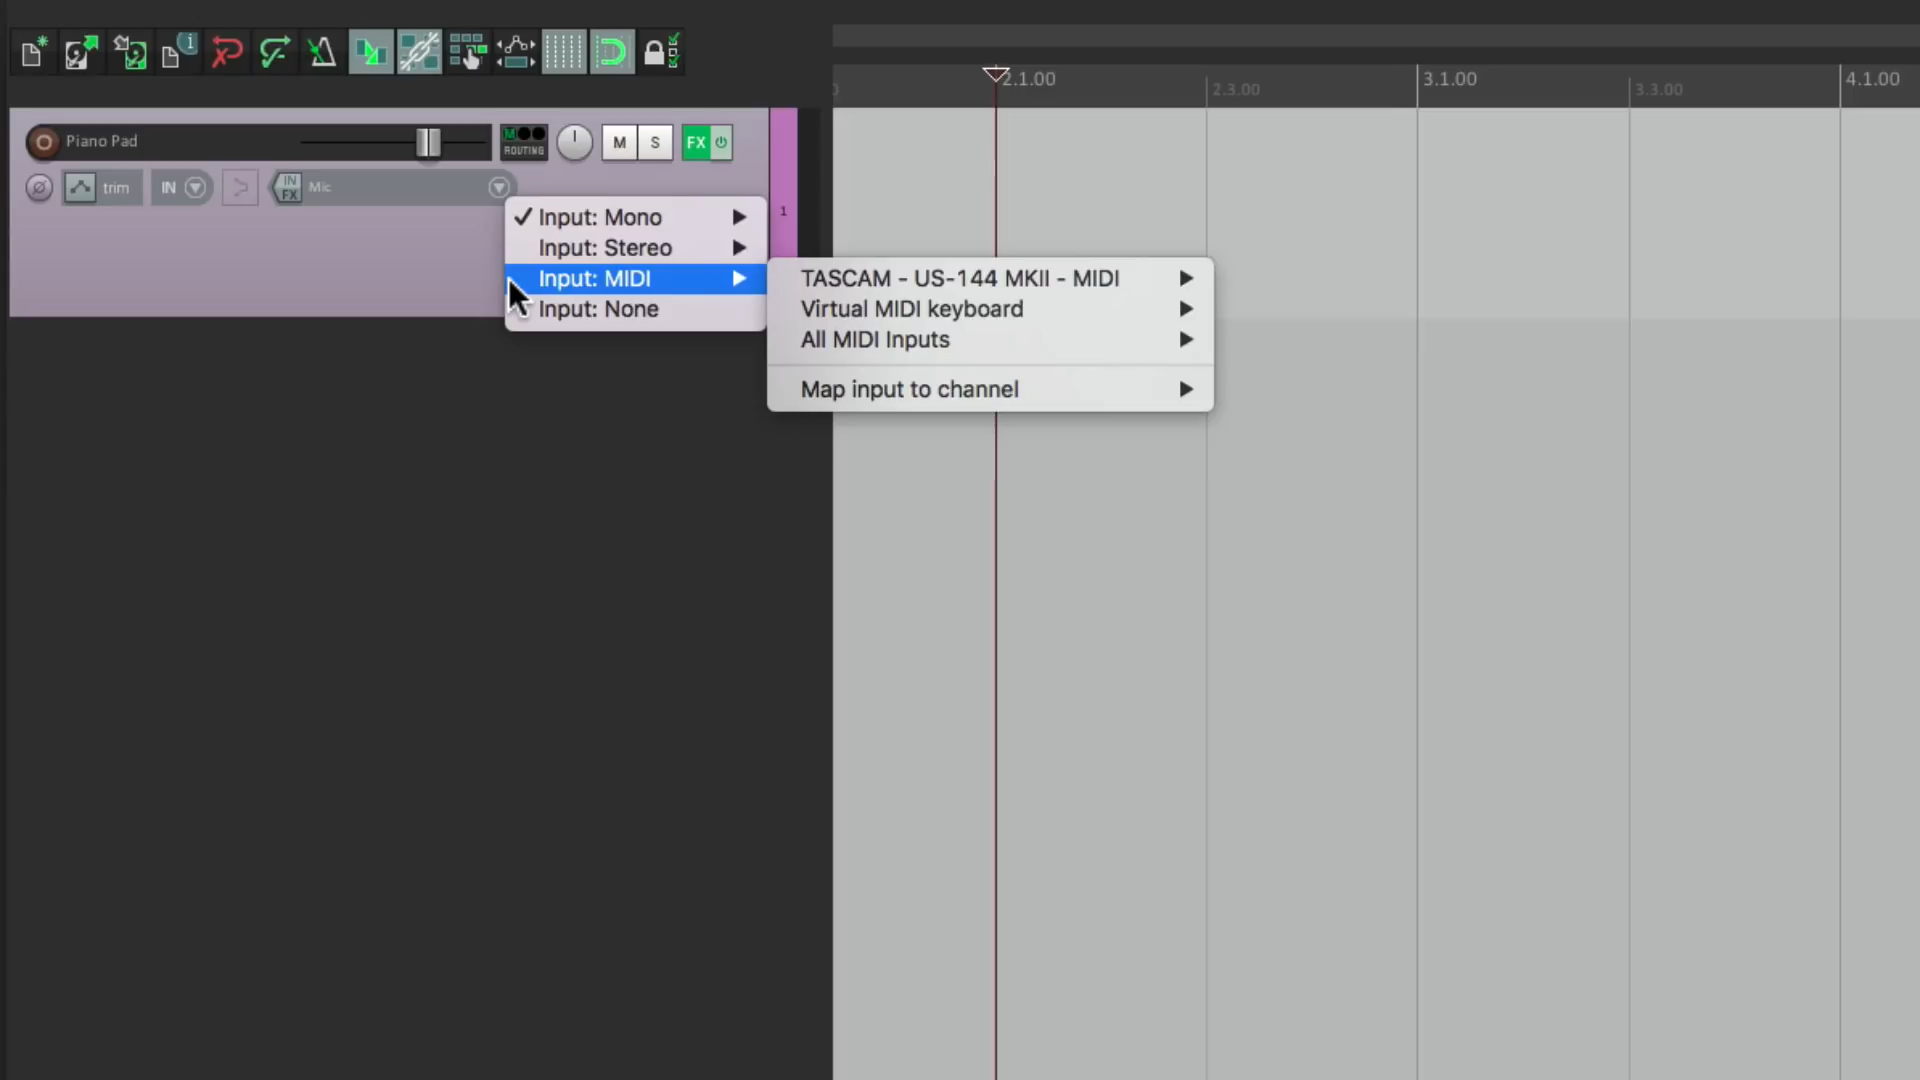 2.1.00
2.3.00
3.1.00
3.3.00
4.1.00
Piano Pad
M
ROUTING
M
S
FX
trim
IN
IN
FX
Mic
1
✓ Input: Mono
Input: Stereo
Input: MIDI
Input: None
TASCAM - US-144 MKII - MIDI
Virtual MIDI keyboard
All MIDI Inputs
Map input to channel